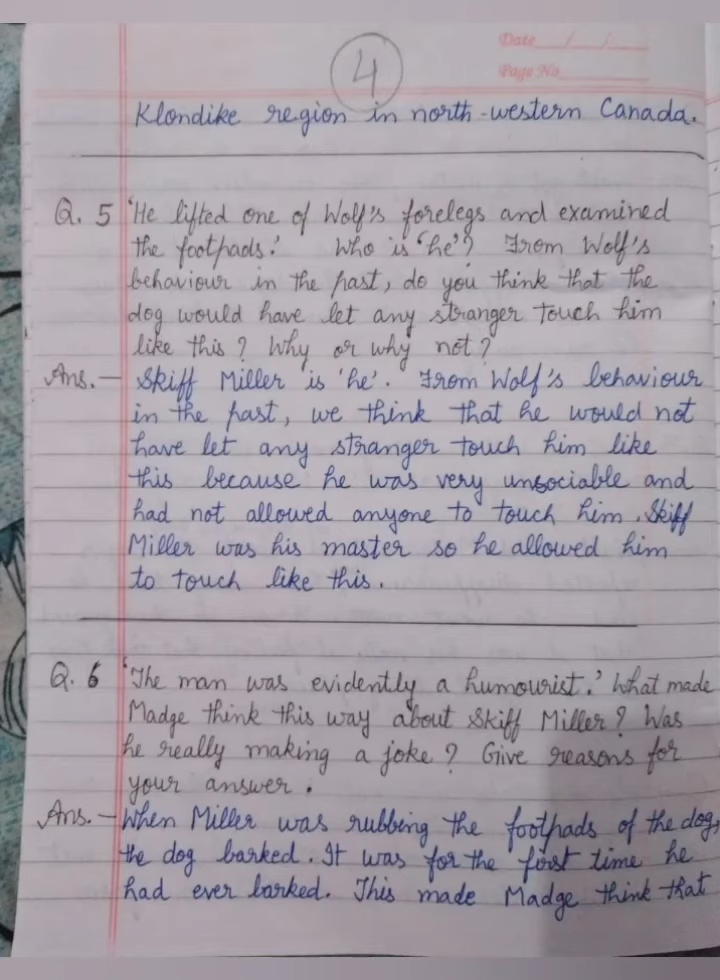 Date / /
Page No
4
Klondike region in north-western Canada.
Q. 5 'He lifted one of Wolf's forelegs and examined
the footpads.' Who is 'he'? From Wolf's
behaviour in the past, do you think that the
dog would have let any stranger touch him
like this? Why or why not?
Ans. — Skiff Miller is 'he'. From Wolf's behaviour
in the past, we think that he would not
have let any stranger touch him like
this because he was very unsociable and
had not allowed anyone to touch him. Skiff
Miller was his master so he allowed him
to touch like this.
Q. 6 'The man was evidently a humourist.' What made
Madge think this way about Skiff Miller? Was
he really making a joke? Give reasons for
your answer.
Ans. — When Miller was rubbing the footpads of the dog,
the dog barked. It was for the first time he
had ever barked. This made Madge think that